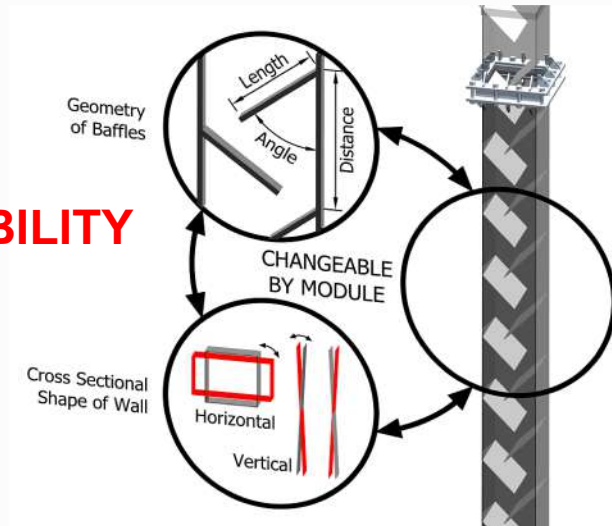 Length
Geometry
of Baffles
Angle
Distance
BILITY
CHANGEABLE
BY MODULE
Cross Sectional
Shape of Wall
Horizontal
Vertical